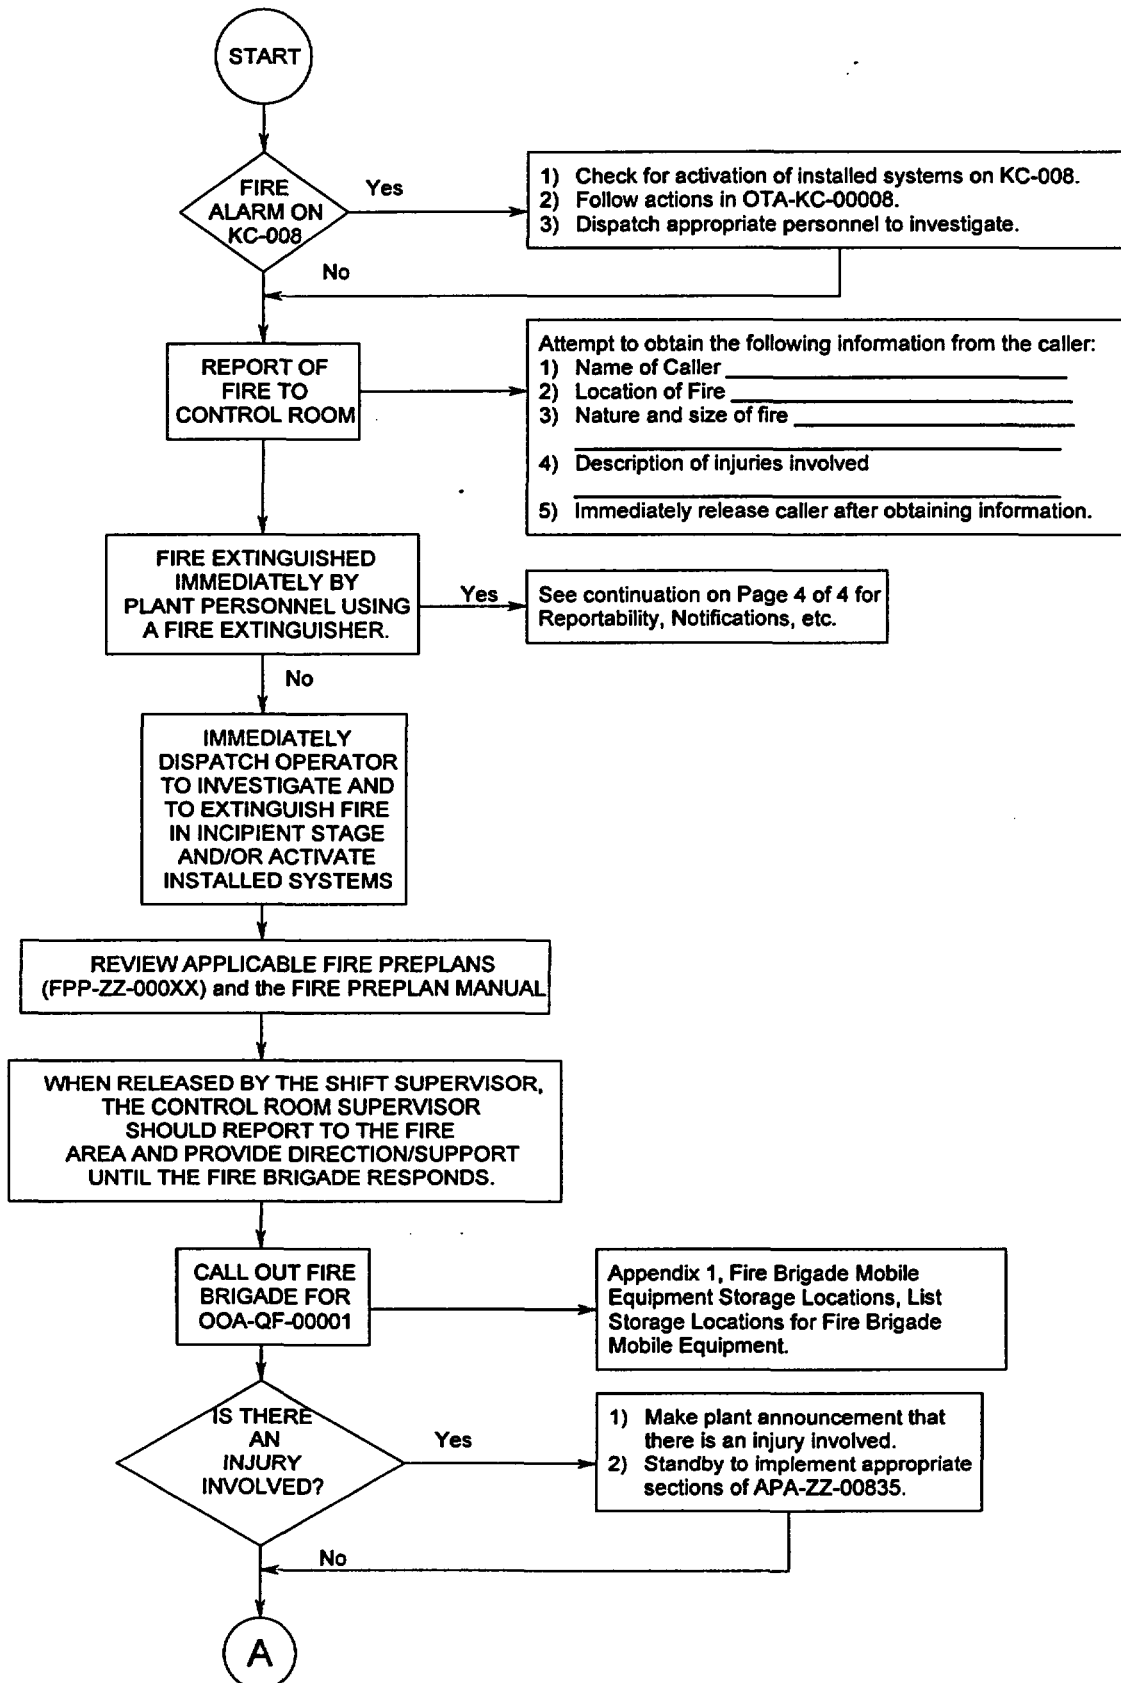 START
FIRE
ALARM ON
KC-008
Yes
1) Check for activation of installed systems on KC-008.
2) Follow actions in OTA-KC-00008.
3) Dispatch appropriate personnel to investigate.
No
REPORT OF
FIRE TO
CONTROL ROOM
Attempt to obtain the following information from the caller:
1) Name of Caller
2) Location of Fire
3) Nature and size of fire
4) Description of injuries involved
5) Immediately release caller after obtaining information.
FIRE EXTINGUISHED
IMMEDIATELY BY
PLANT PERSONNEL USING
A FIRE EXTINGUISHER.
Yes
See continuation on Page 4 of 4 for
Reportability, Notifications, etc.
No
IMMEDIATELY
DISPATCH OPERATOR
TO INVESTIGATE AND
TO EXTINGUISH FIRE
IN INCIPIENT STAGE
AND/OR ACTIVATE
INSTALLED SYSTEMS
REVIEW APPLICABLE FIRE PREPLANS
(FPP-ZZ-000XX) and the FIRE PREPLAN MANUAL
WHEN RELEASED BY THE SHIFT SUPERVISOR,
THE CONTROL ROOM SUPERVISOR
SHOULD REPORT TO THE FIRE
AREA AND PROVIDE DIRECTION/SUPPORT
UNTIL THE FIRE BRIGADE RESPONDS.
CALL OUT FIRE
BRIGADE FOR
OOA-QF-00001
Appendix 1, Fire Brigade Mobile
Equipment Storage Locations, List
Storage Locations for Fire Brigade
Mobile Equipment.
IS THERE
AN
INJURY
INVOLVED?
Yes
1) Make plant announcement that
there is an injury involved.
2) Standby to implement appropriate
sections of APA-ZZ-00835.
No
A